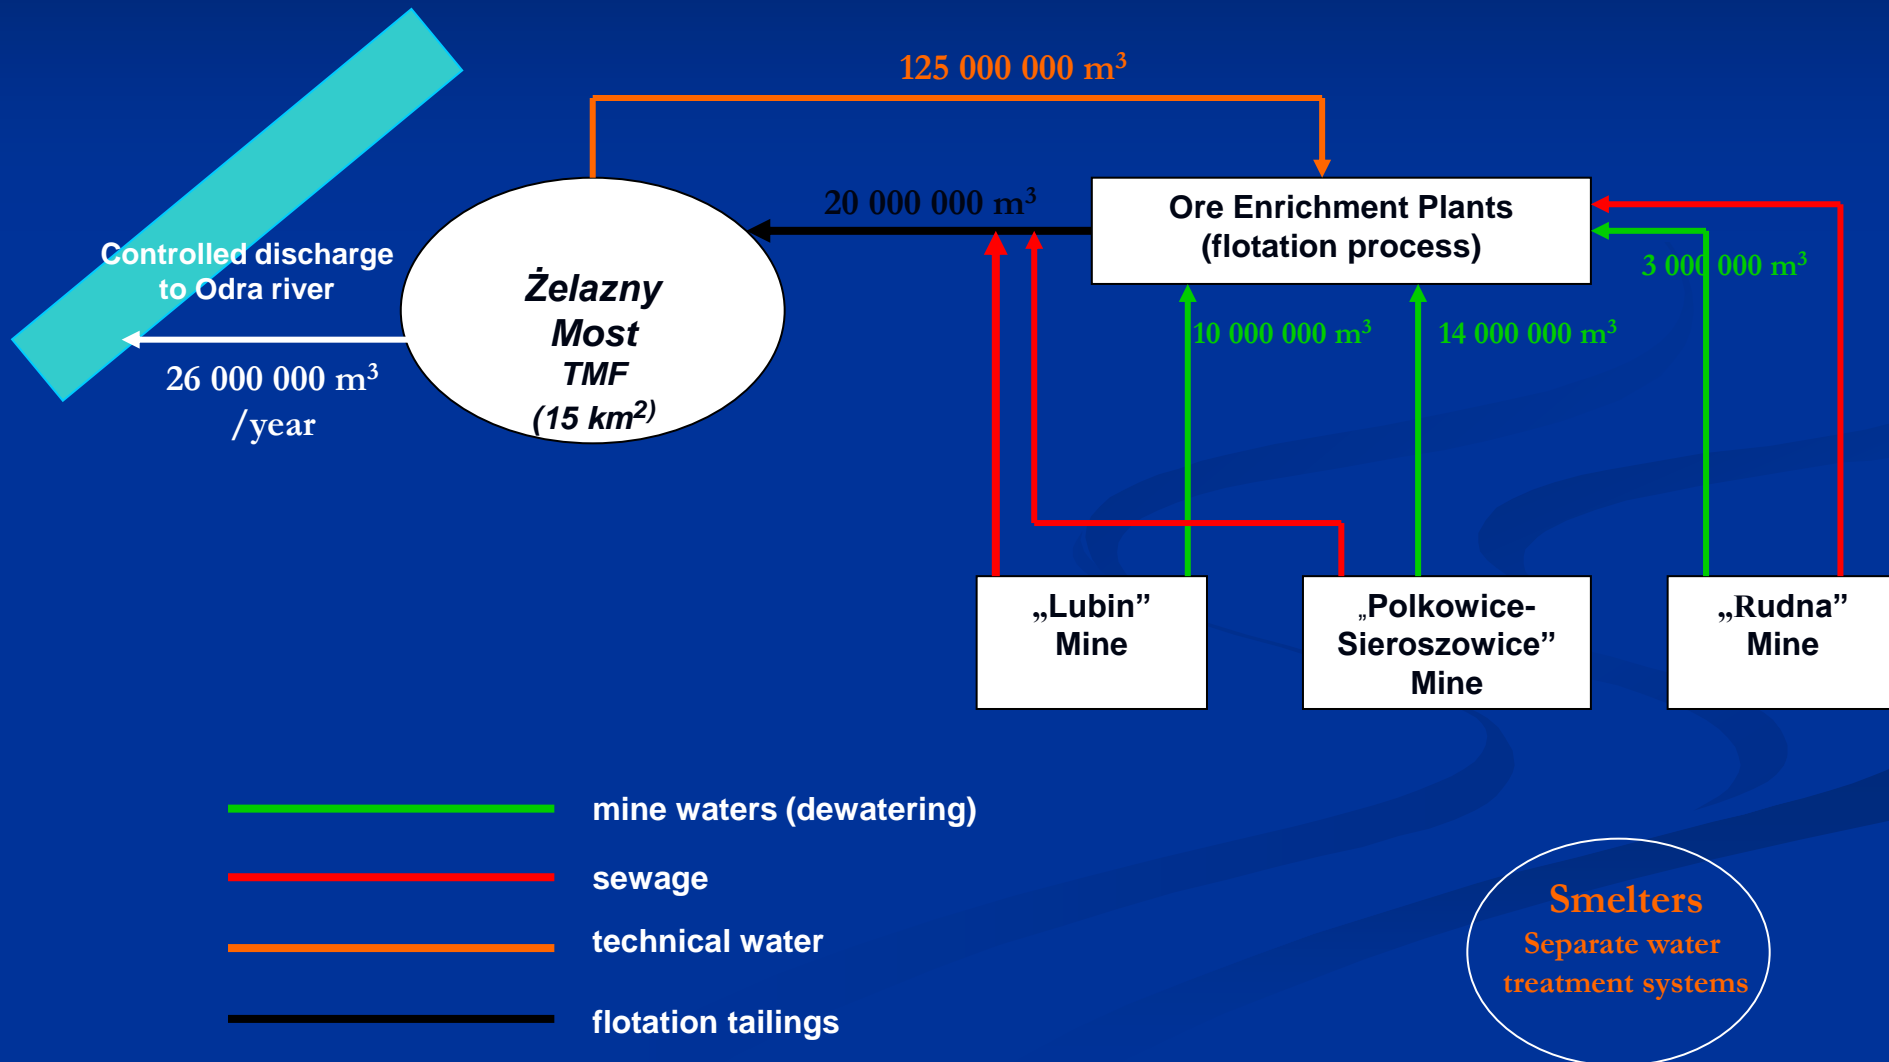 125 000 000 m³
20 000 000 m³
Ore Enrichment Plants
(flotation process)
3 000 000 m³
Controlled discharge
to Odra river
Żelazny
Most
TMF
(15 km²⁾
10 000 000 m³
14 000 000 m³
26 000 000 m³
/year
„Lubin”
Mine
„Polkowice-
Sieroszowice”
Mine
„Rudna”
Mine
mine waters (dewatering)
sewage
technical water
flotation tailings
Smelters
Separate water
treatment systems